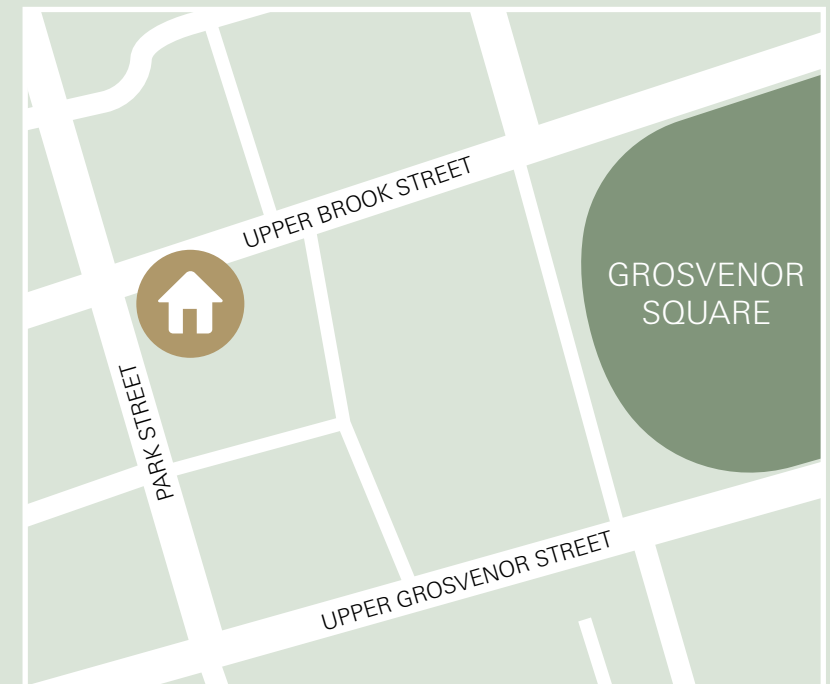 UPPER BROOK STREET
GROSVENOR
SQUARE
PARK STREET
UPPER GROSVENOR STREET